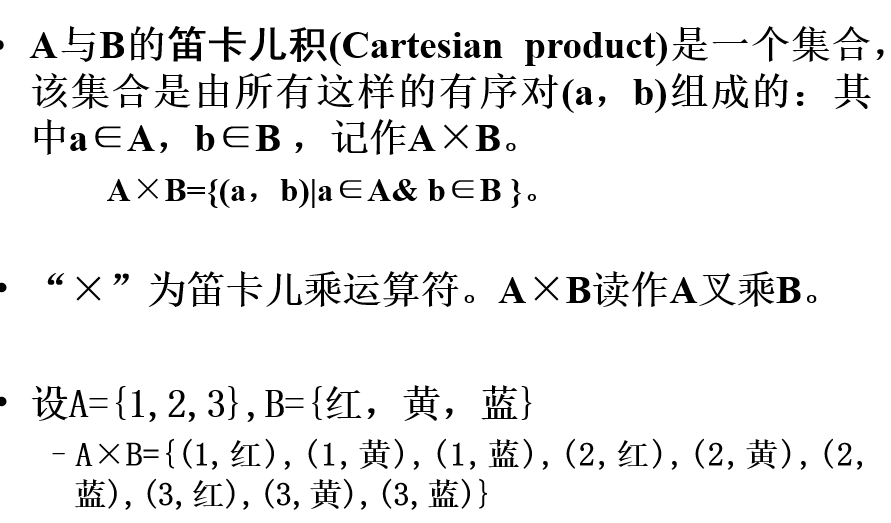 • A与B的笛卡儿积(Cartesian product)是一个集合，
该集合是由所有这样的有序对(a，b)组成的：其
中a∈A，b∈B ，记作A×B。
A×B={(a，b)|a∈A& b∈B }。
• “×”为笛卡儿乘运算符。A×B读作A叉乘B。
• 设A={1,2,3},B={红，黄，蓝}
–A×B={(1,红),(1,黄),(1,蓝),(2,红),(2,黄),(2,
蓝),(3,红),(3,黄),(3,蓝)}